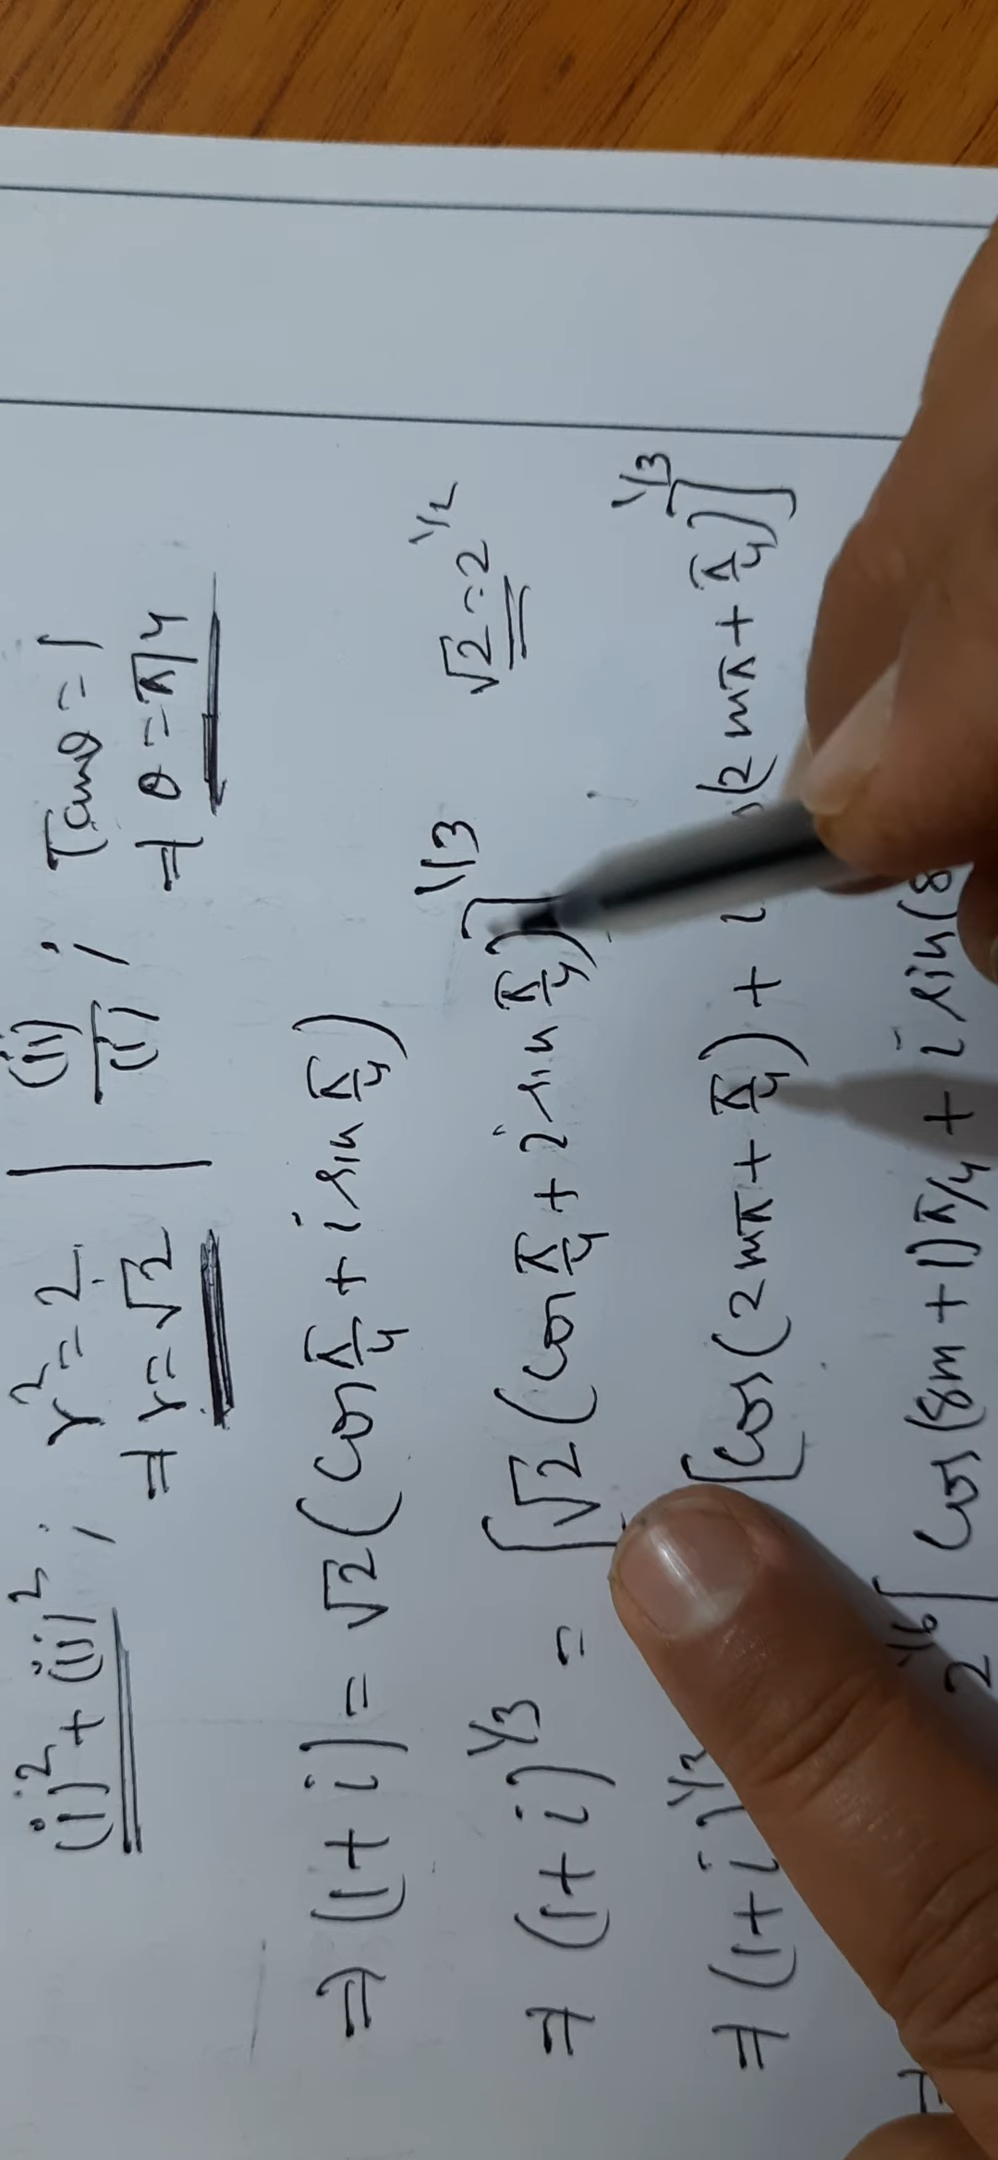 (i)² + (ii)² ; r² = 2 | (ii)/(i) ; Tanθ = 1
⇒ r = √2 | ⇒ θ = π/4
⇒ (1 + i) = √2 (cos π/4 + i sin π/4)
√2 = 2^1/2
⇒ (1 + i)^1/3 = [√2 (cos π/4 + i sin π/4)]^1/3
⇒ (1 + i) [cos(2mπ + π/4) + i (2mπ + π/4)]^1/3
2^1/6 [cos (8m + 1)π/4 + i sin (8